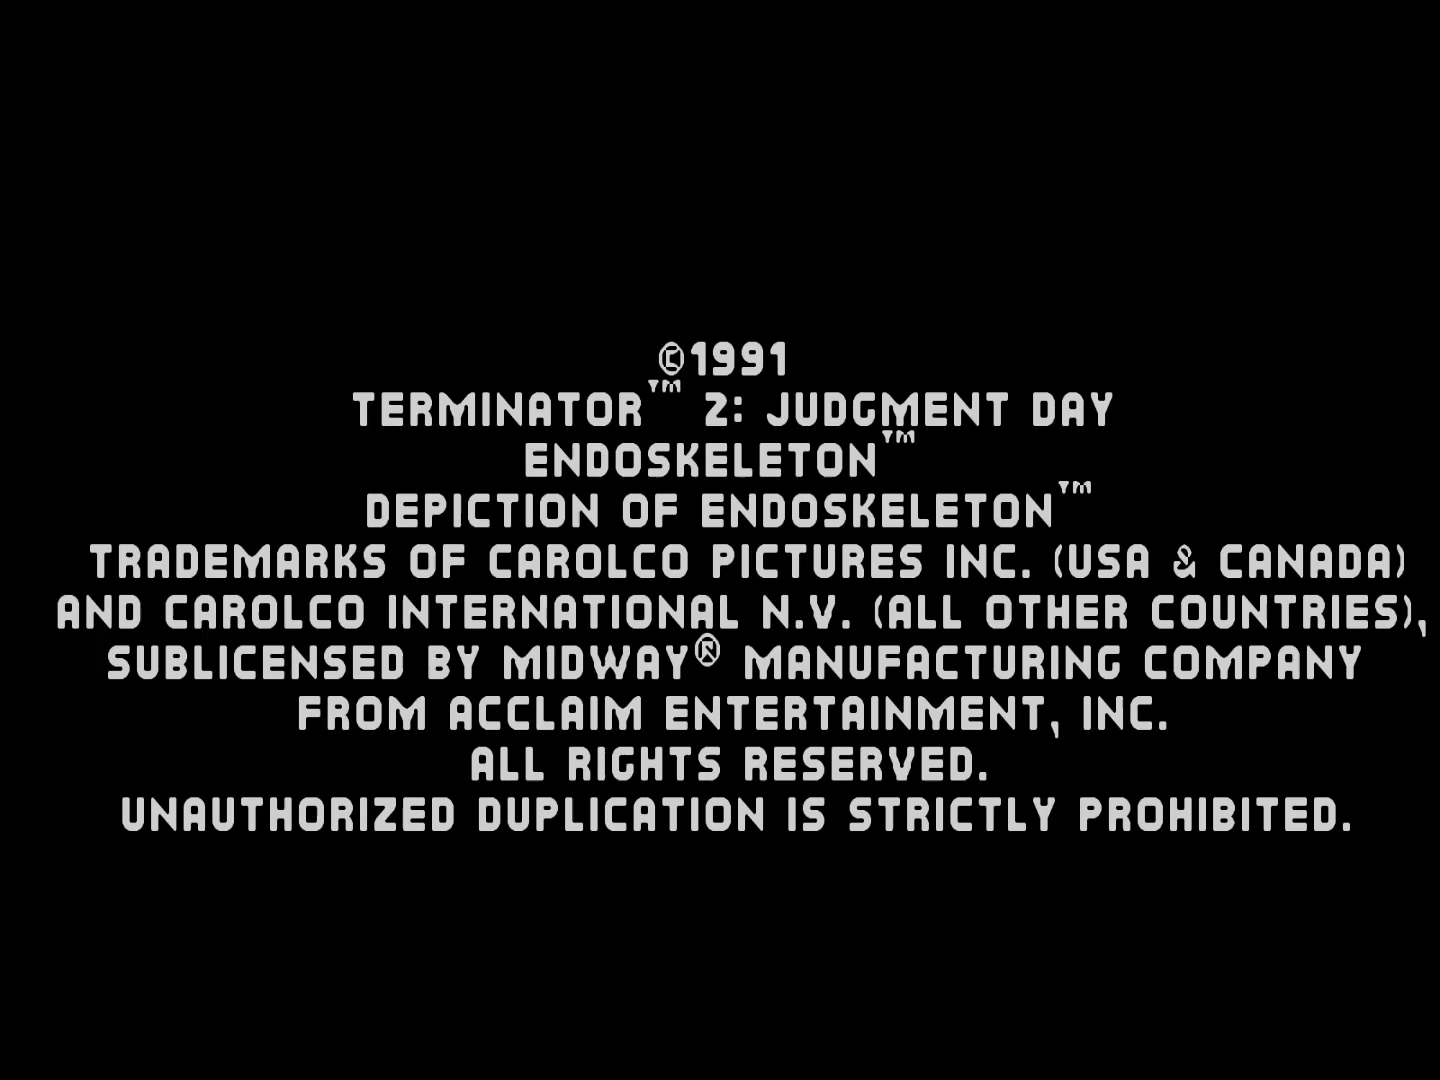 ©1991
TERMINATOR™ 2: JUDGMENT DAY
ENDOSKELETON™
DEPICTION OF ENDOSKELETON™
TRADEMARKS OF CAROLCO PICTURES INC. (USA & CANADA)
AND CAROLCO INTERNATIONAL N.V. (ALL OTHER COUNTRIES),
SUBLICENSED BY MIDWAY® MANUFACTURING COMPANY
FROM ACCLAIM ENTERTAINMENT, INC.
ALL RIGHTS RESERVED.
UNAUTHORIZED DUPLICATION IS STRICTLY PROHIBITED.